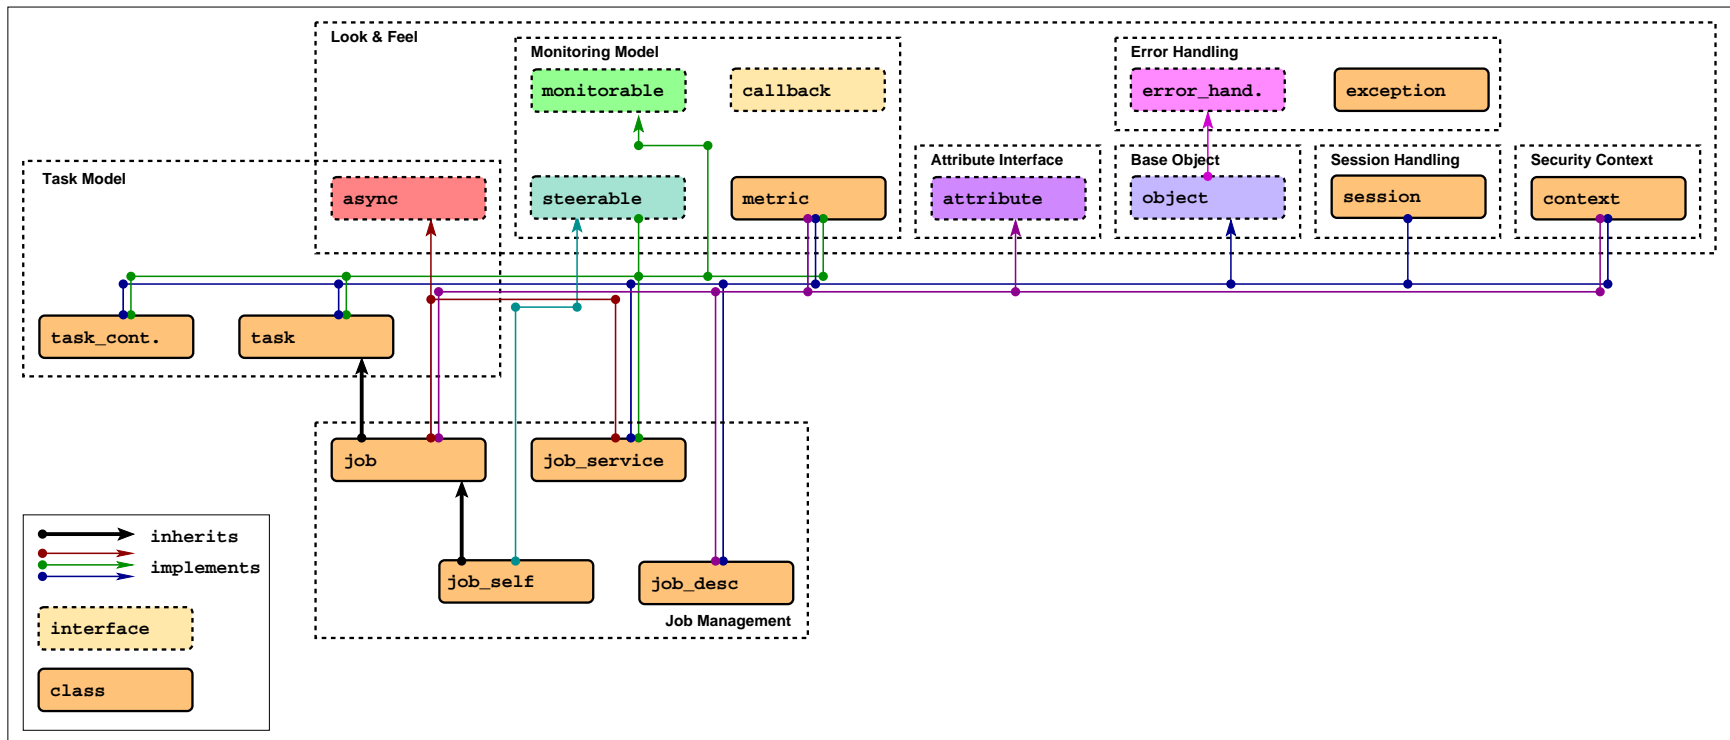 Look & Feel
Monitoring Model
Error Handling
monitorable
callback
error_hand.
exception
Task Model
Attribute Interface
Base Object
Session Handling
Security Context
async
steerable
metric
attribute
object
session
context
task_cont.
task
job
job_service
job_self
job_desc
Job Management
inherits
implements
interface
class